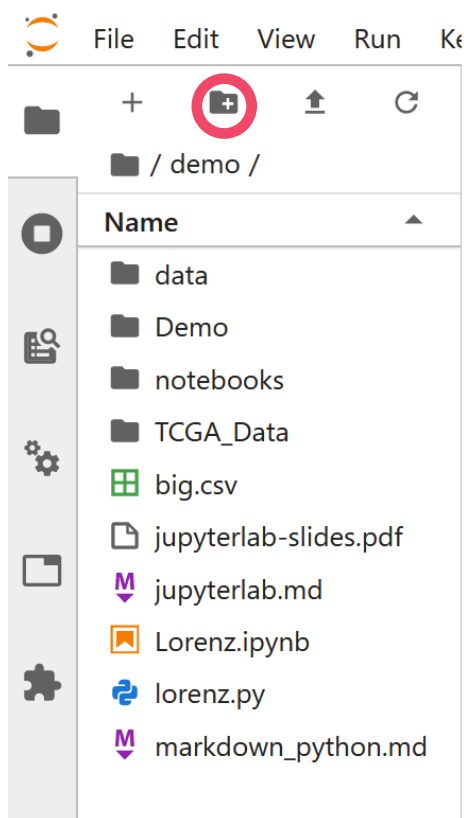 File Edit View Run Ke
/ demo /
Name
data
Demo
notebooks
TCGA_Data
big.csv
jupyterlab-slides.pdf
M jupyterlab.md
Lorenz.ipynb
lorenz.py
M markdown_python.md